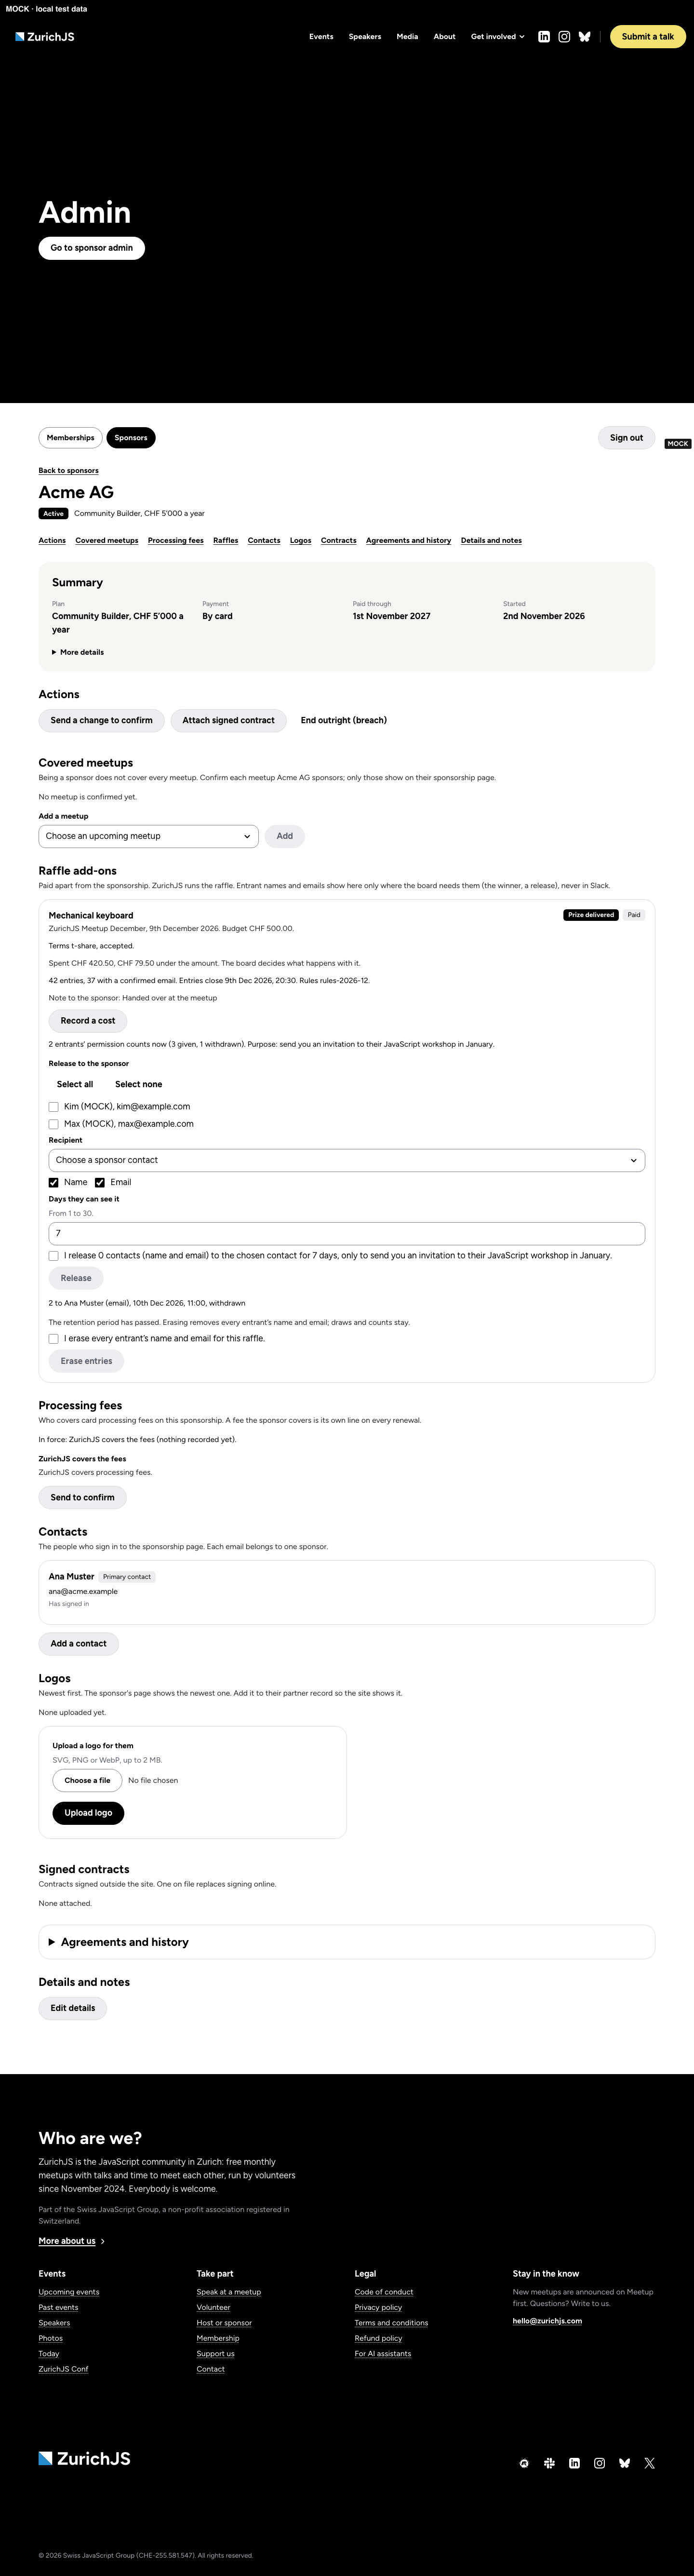 MOCK · local test data
ZurichJS
Events
Speakers
Media
About
Get involved
Submit a talk
Admin
Go to sponsor admin
Memberships
Sponsors
Sign out
MOCK
Back to sponsors
Acme AG
Active
Community Builder, CHF 5’000 a year
Actions
Covered meetups
Processing fees
Raffles
Contacts
Logos
Contracts
Agreements and history
Details and notes
Summary
Plan
Community Builder, CHF 5’000 a
year
Payment
By card
Paid through
1st November 2027
Started
2nd November 2026
More details
Actions
Send a change to confirm
Attach signed contract
End outright (breach)
Covered meetups
Being a sponsor does not cover every meetup. Confirm each meetup Acme AG sponsors; only those show on their sponsorship page.
No meetup is confirmed yet.
Add a meetup
Choose an upcoming meetup
Add
Raffle add-ons
Paid apart from the sponsorship. ZurichJS runs the raffle. Entrant names and emails show here only where the board needs them (the winner, a release), never in Slack.
Mechanical keyboard
Prize delivered
Paid
ZurichJS Meetup December, 9th December 2026. Budget CHF 500.00.
Terms t-share, accepted.
Spent CHF 420.50, CHF 79.50 under the amount. The board decides what happens with it.
42 entries, 37 with a confirmed email. Entries close 9th Dec 2026, 20:30. Rules rules-2026-12.
Note to the sponsor: Handed over at the meetup
Record a cost
2 entrants’ permission counts now (3 given, 1 withdrawn). Purpose: send you an invitation to their JavaScript workshop in January.
Release to the sponsor
Select all
Select none
Kim (MOCK), kim@example.com
Max (MOCK), max@example.com
Recipient
Choose a sponsor contact
Name
Email
Days they can see it
From 1 to 30.
7
I release 0 contacts (name and email) to the chosen contact for 7 days, only to send you an invitation to their JavaScript workshop in January.
Release
2 to Ana Muster (email), 10th Dec 2026, 11:00, withdrawn
The retention period has passed. Erasing removes every entrant’s name and email; draws and counts stay.
I erase every entrant’s name and email for this raffle.
Erase entries
Processing fees
Who covers card processing fees on this sponsorship. A fee the sponsor covers is its own line on every renewal.
In force: ZurichJS covers the fees (nothing recorded yet).
ZurichJS covers the fees
ZurichJS covers processing fees.
Send to confirm
Contacts
The people who sign in to the sponsorship page. Each email belongs to one sponsor.
Ana Muster
Primary contact
ana@acme.example
Has signed in
Add a contact
Logos
Newest first. The sponsor's page shows the newest one. Add it to their partner record so the site shows it.
None uploaded yet.
Upload a logo for them
SVG, PNG or WebP, up to 2 MB.
Choose a file
No file chosen
Upload logo
Signed contracts
Contracts signed outside the site. One on file replaces signing online.
None attached.
Agreements and history
Details and notes
Edit details
Who are we?
ZurichJS is the JavaScript community in Zurich: free monthly
meetups with talks and time to meet each other, run by volunteers
since November 2024. Everybody is welcome.
Part of the Swiss JavaScript Group, a non-profit association registered in
Switzerland.
More about us
Events
Upcoming events
Past events
Speakers
Photos
Today
ZurichJS Conf
Take part
Speak at a meetup
Volunteer
Host or sponsor
Membership
Support us
Contact
Legal
Code of conduct
Privacy policy
Terms and conditions
Refund policy
For AI assistants
Stay in the know
New meetups are announced on Meetup
first. Questions? Write to us.
hello@zurichjs.com
ZurichJS
© 2026 Swiss JavaScript Group (CHE-255.581.547). All rights reserved.